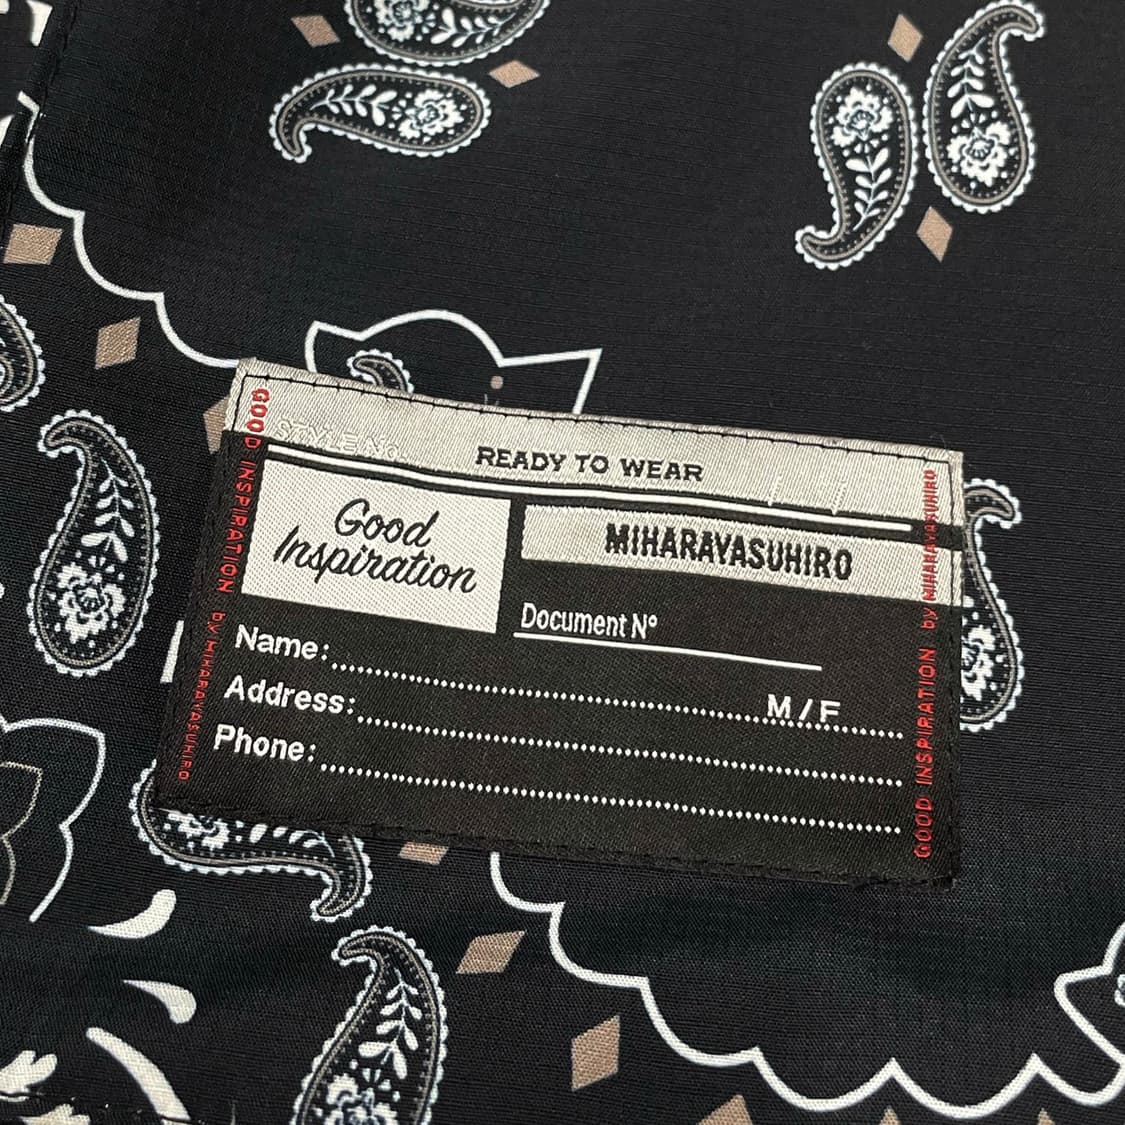 STYLE No.
READY TO WEAR
Good
Inspiration
MIHARAYASUHIRO
Document Nº
Name:
M/F
Address:
Phone:
GOOD INSPIRATION by MIHARAYASUHIRO
GOOD INSPIRATION by MIHARAYASUHIRO